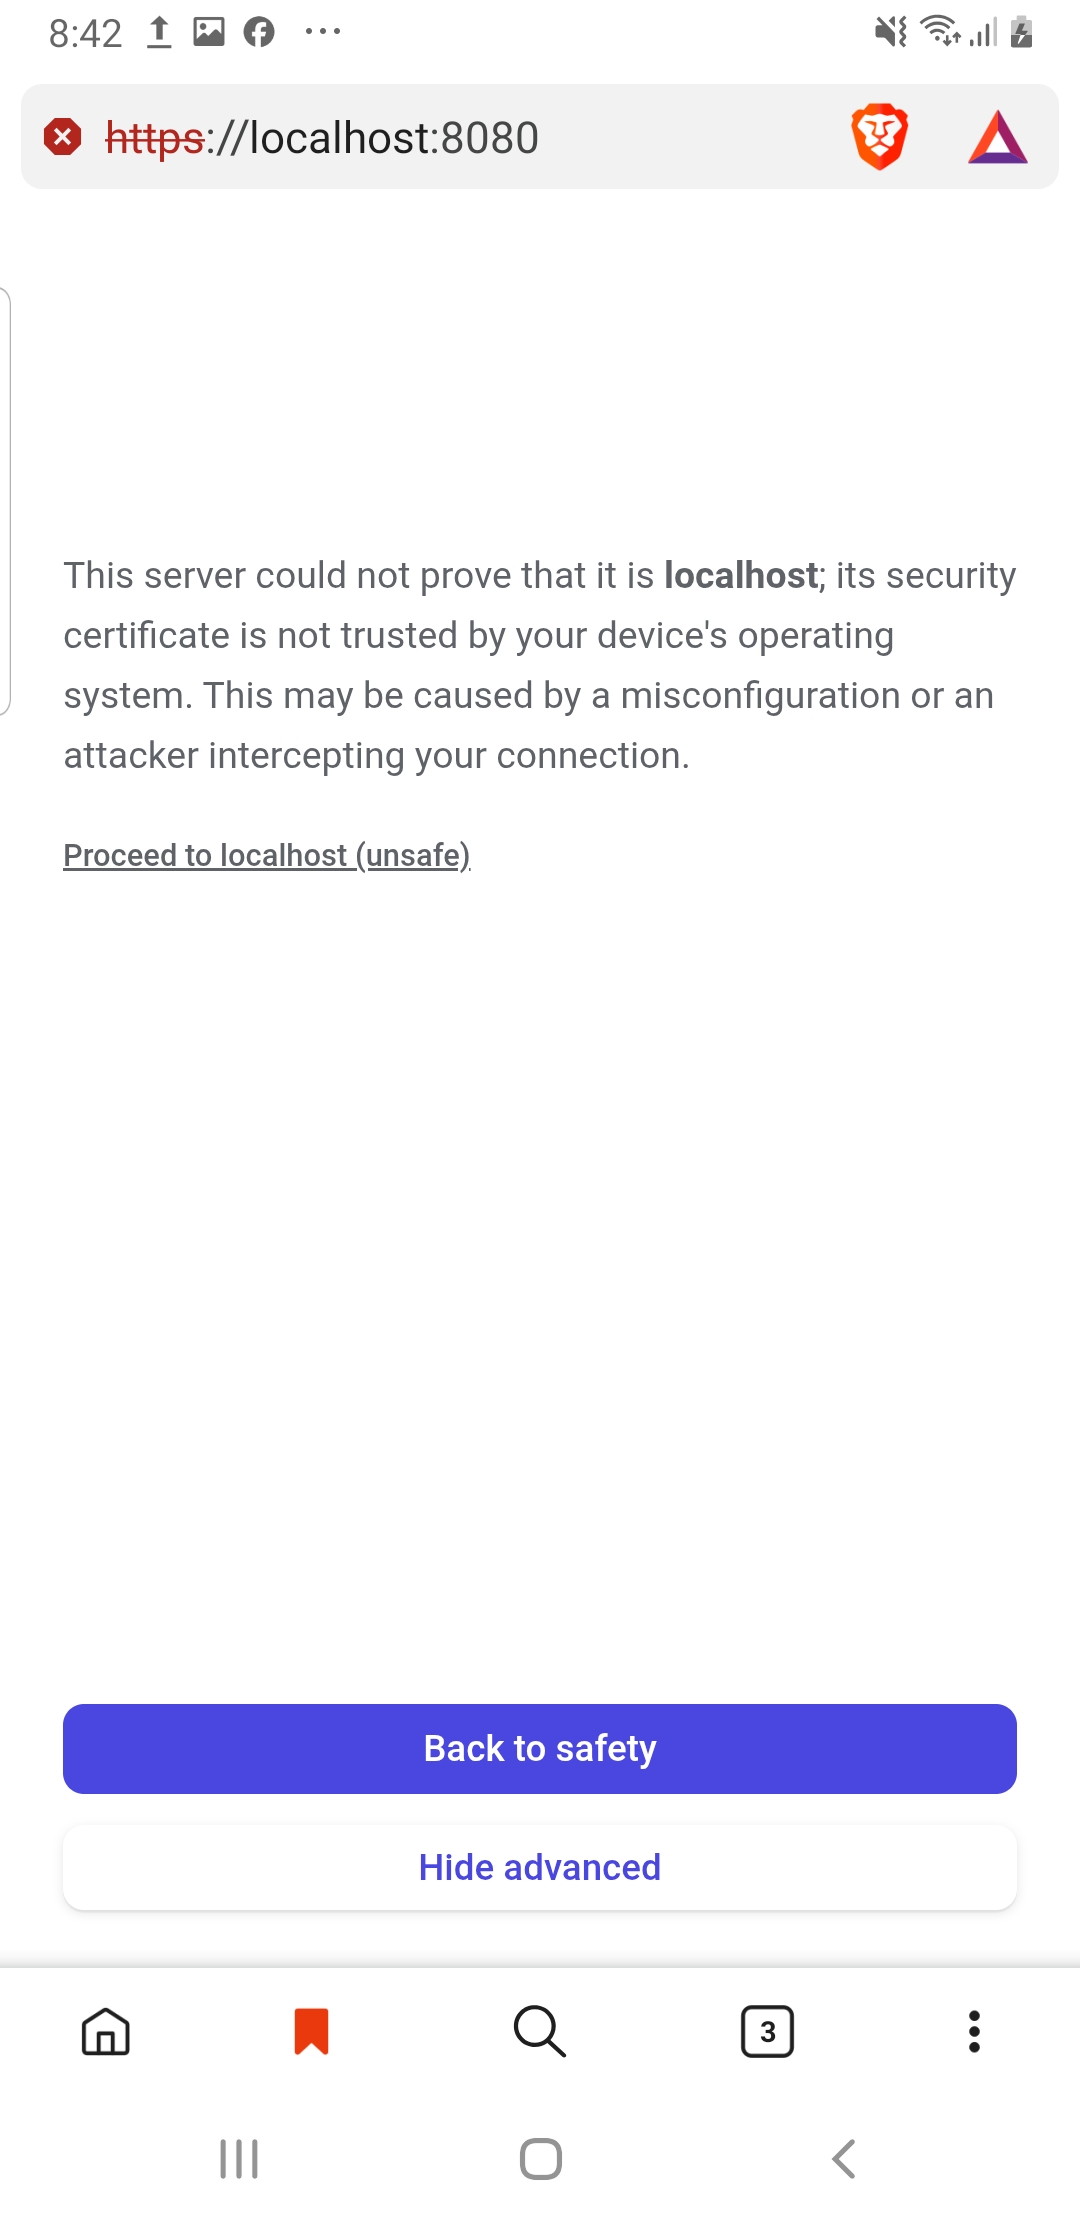 8:42
https://localhost:8080
This server could not prove that it is localhost; its security
certificate is not trusted by your device's operating
system. This may be caused by a misconfiguration or an
attacker intercepting your connection.
Proceed to localhost (unsafe)
Back to safety
Hide advanced
3